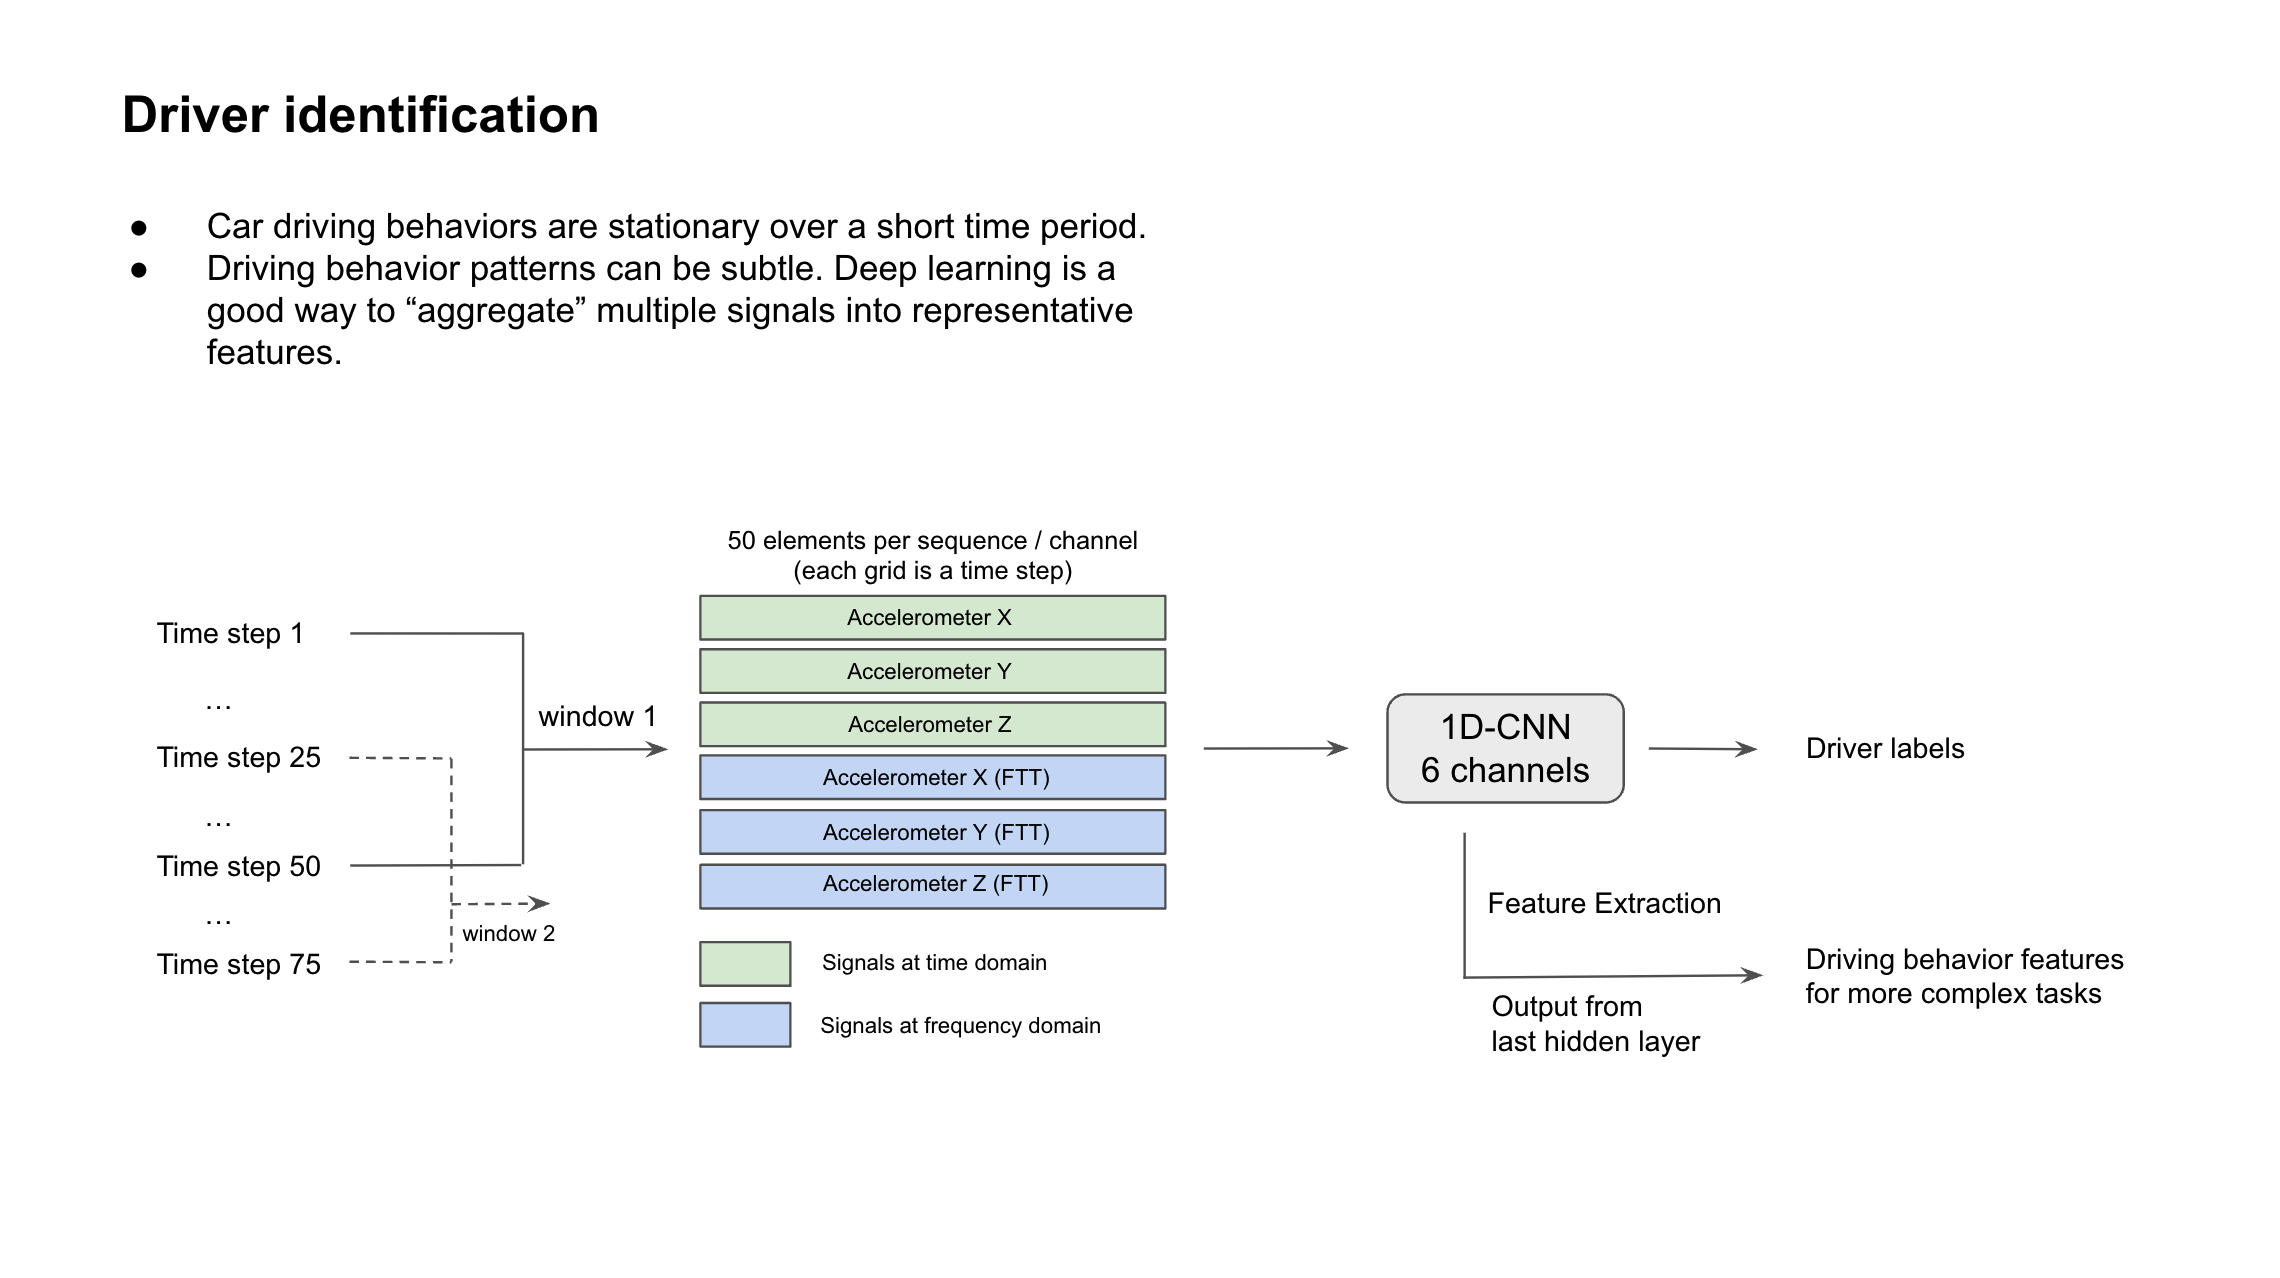 Driver identification
● Car driving behaviors are stationary over a short time period.
● Driving behavior patterns can be subtle. Deep learning is a
good way to “aggregate” multiple signals into representative
features.
Time step 1
…
Time step 25
…
Time step 50
…
Time step 75
window 1
window 2
50 elements per sequence / channel
(each grid is a time step)
Accelerometer X
Accelerometer Y
Accelerometer Z
Accelerometer X (FTT)
Accelerometer Y (FTT)
Accelerometer Z (FTT)
Signals at time domain
Signals at frequency domain
1D-CNN
6 channels
Driver labels
Feature Extraction
Output from
last hidden layer
Driving behavior features
for more complex tasks